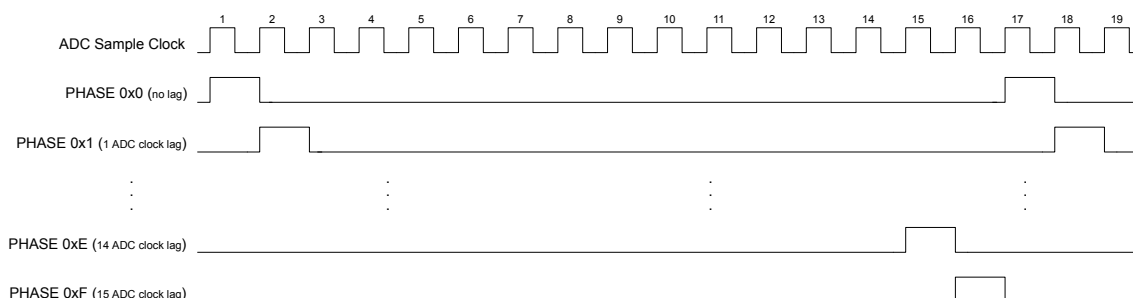 1 2 3 4 5 6 7 8 9 10 11 12 13 14 15 16 17 18 19
ADC Sample Clock
PHASE 0x0 (no lag)
PHASE 0x1 (1 ADC clock lag)
PHASE 0xE (14 ADC clock lag)
PHASE 0xF (15 ADC clock lag)